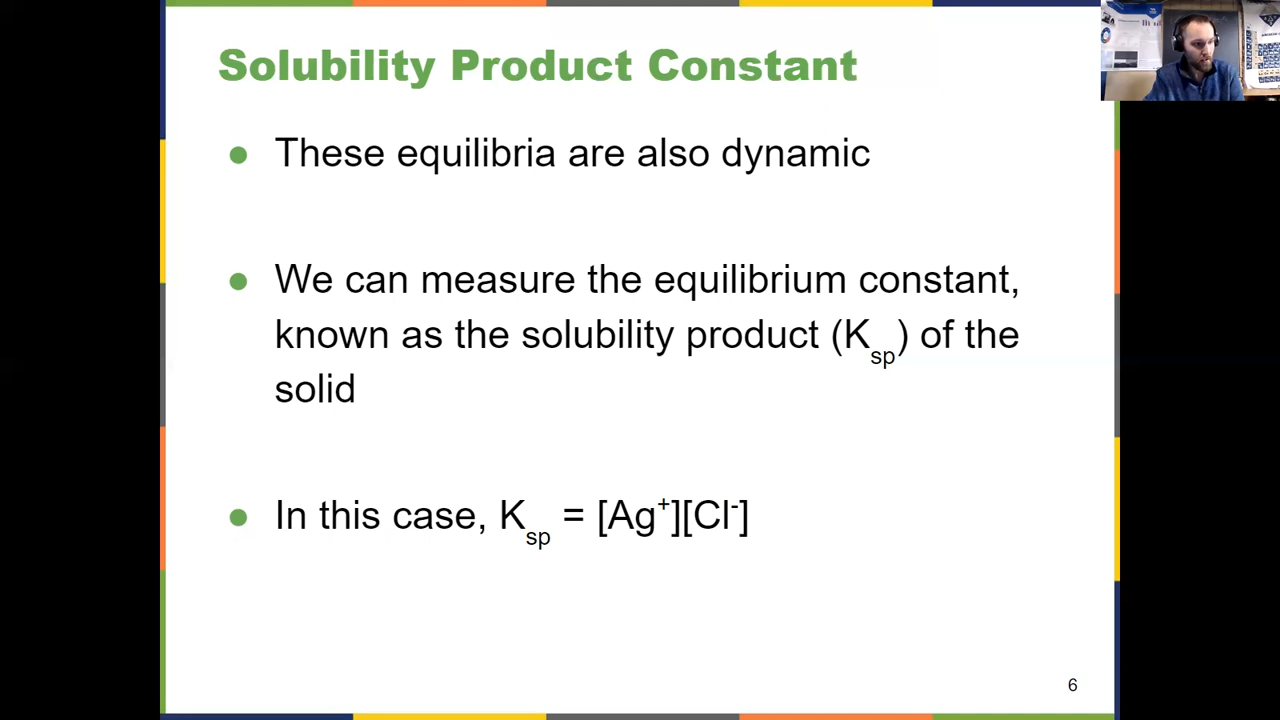 Solubility Product Constant
● These equilibria are also dynamic
● We can measure the equilibrium constant,
known as the solubility product (Ksp) of the
solid
● In this case, Ksp = [Ag⁺][Cl⁻]
6